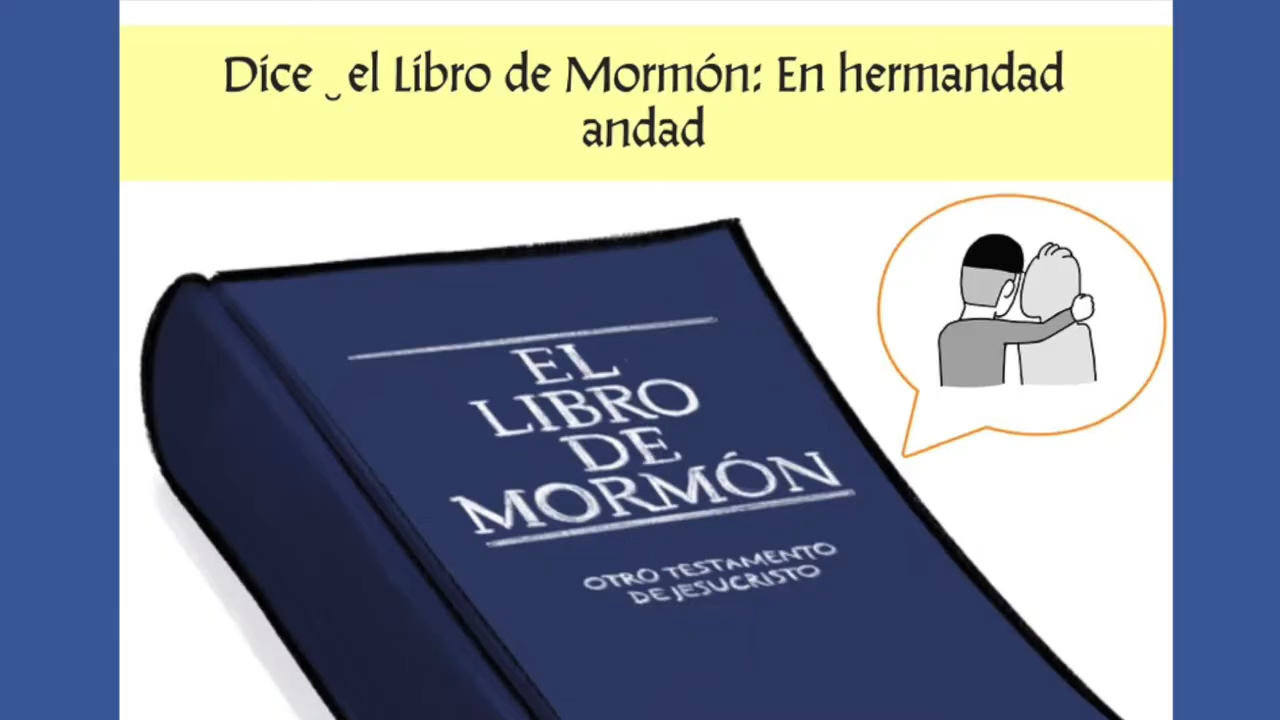 Dice ‿el Libro de Mormón: En hermandad
andad
EL
LIBRO
DE
MORMÓN
OTRO TESTAMENTO
DE JESUCRISTO